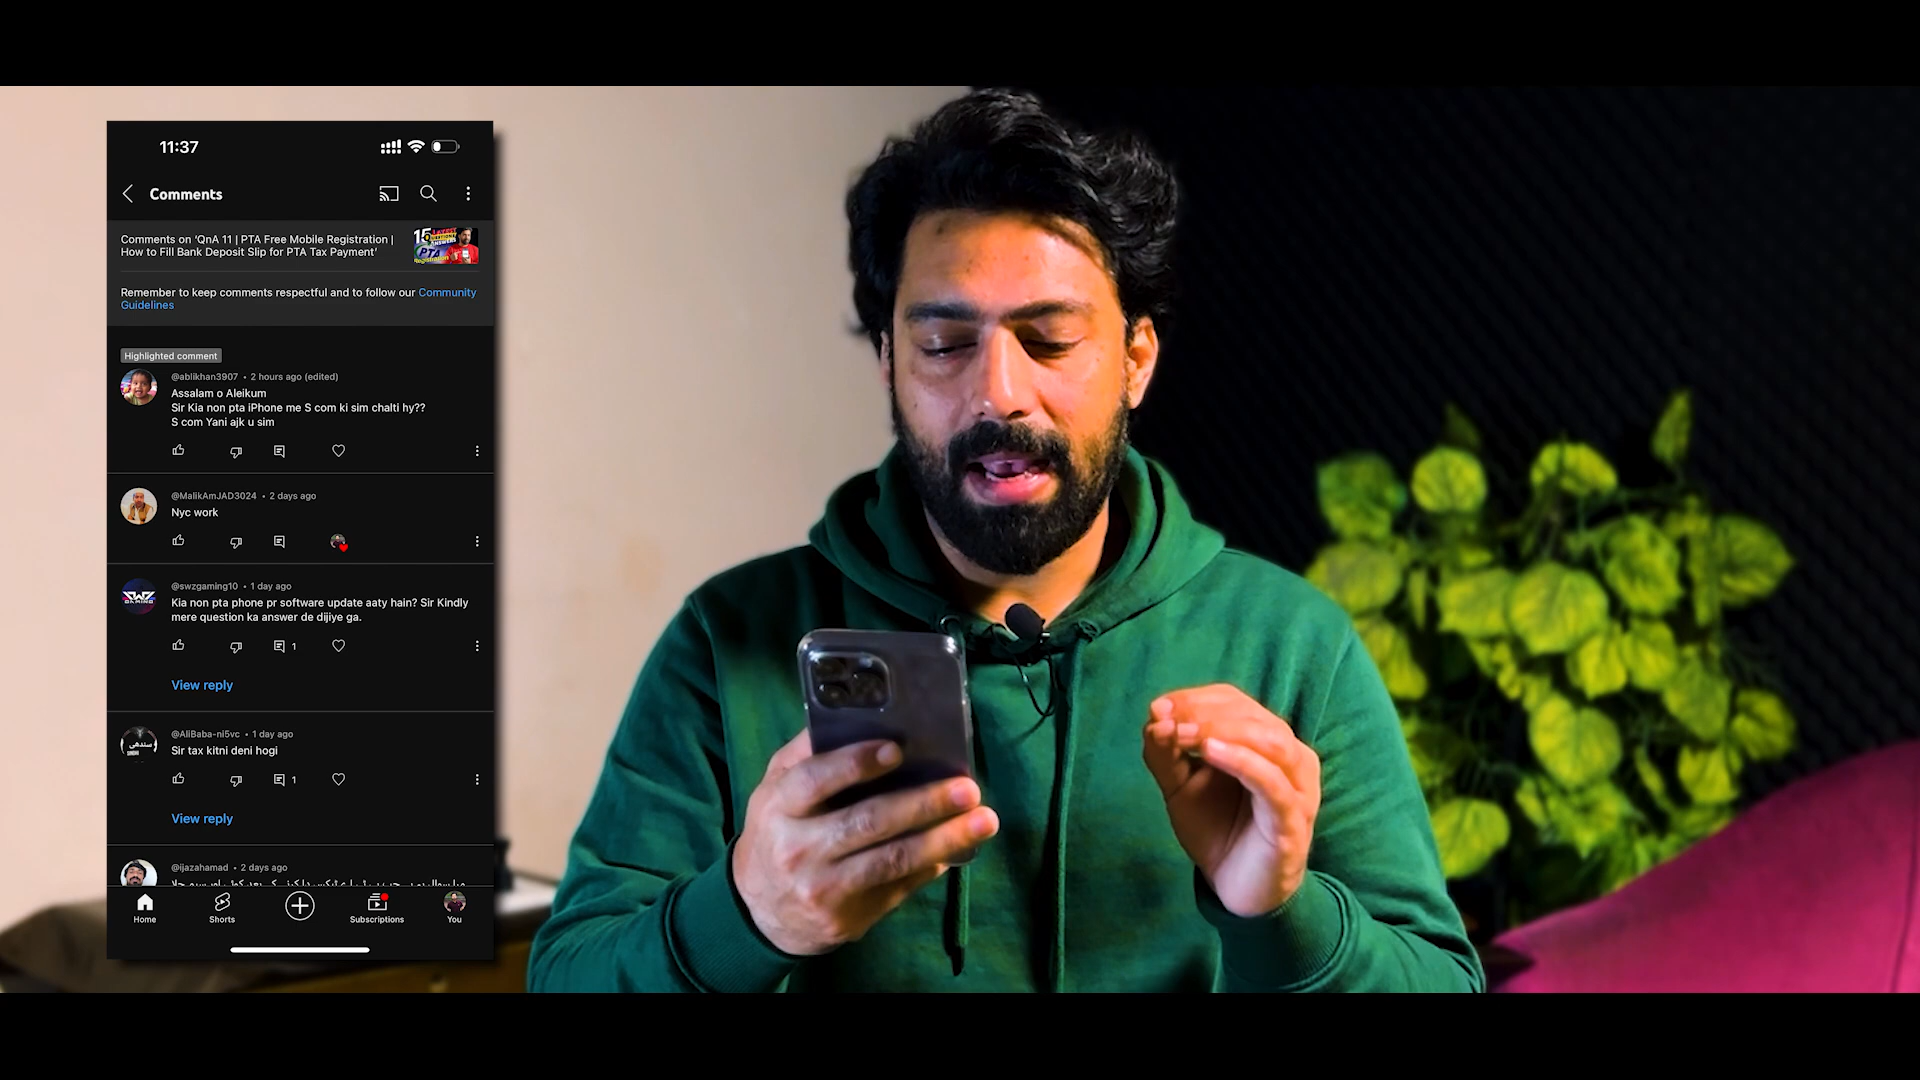 11:37
Comments
Comments on 'QnA 11 | PTA Free Mobile Registration |
How to Fill Bank Deposit Slip for PTA Tax Payment'
15
PTA
Remember to keep comments respectful and to follow our Community
Guidelines
Highlighted comment
@ablikhan3907 • 2 hours ago (edited)
Assalam o Aleikum
Sir Kia non pta iPhone me S com ki sim chalti hy??
S com Yani ajk u sim
@MalikAmJAD3024 • 2 days ago
Nyc work
@swzgaming10 • 1 day ago
Kia non pta phone pr software update aaty hain? Sir Kindly
mere question ka answer de dijiye ga.
1
View reply
@AliBaba-ni5vc • 1 day ago
سندھی
Sir tax kitni deni hogi
1
View reply
@ijazahamad • 2 days ago
Home
Shorts
Subscriptions
You